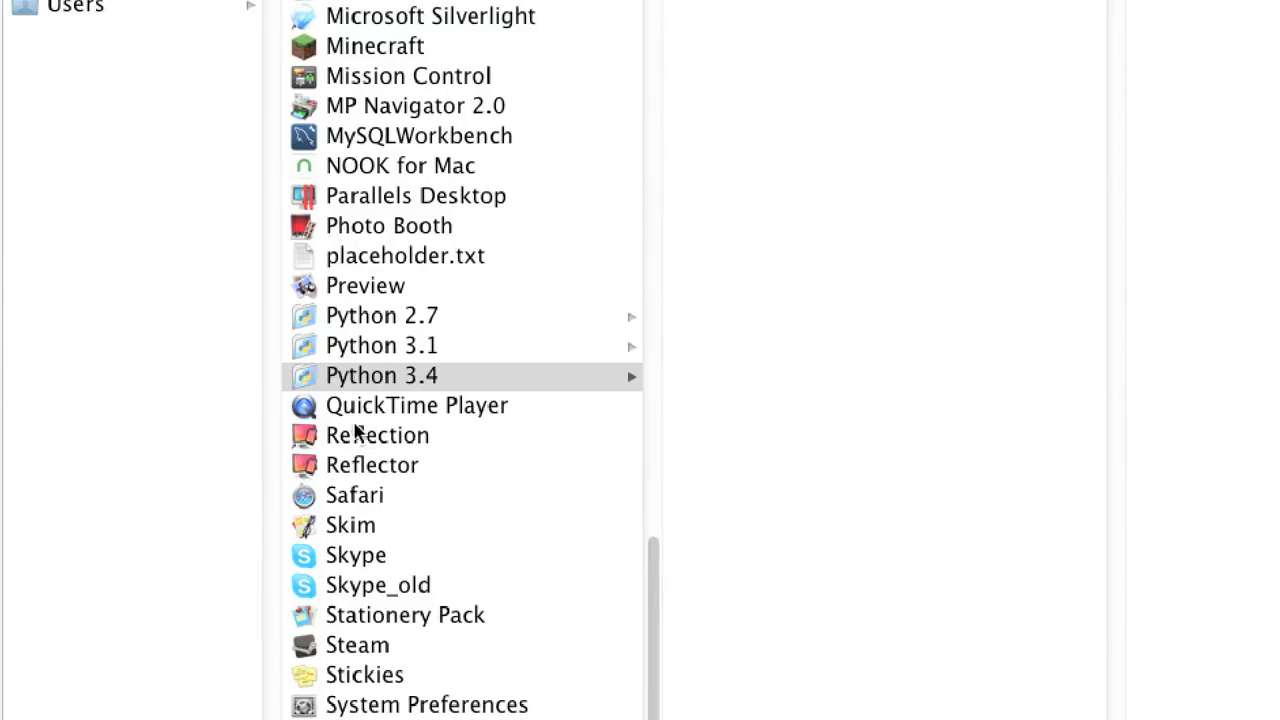 Users
Microsoft Silverlight
Minecraft
Mission Control
MP Navigator 2.0
MySQLWorkbench
NOOK for Mac
Parallels Desktop
Photo Booth
placeholder.txt
Preview
Python 2.7
Python 3.1
Python 3.4
QuickTime Player
Reflection
Reflector
Safari
Skim
Skype
Skype_old
Stationery Pack
Steam
Stickies
System Preferences